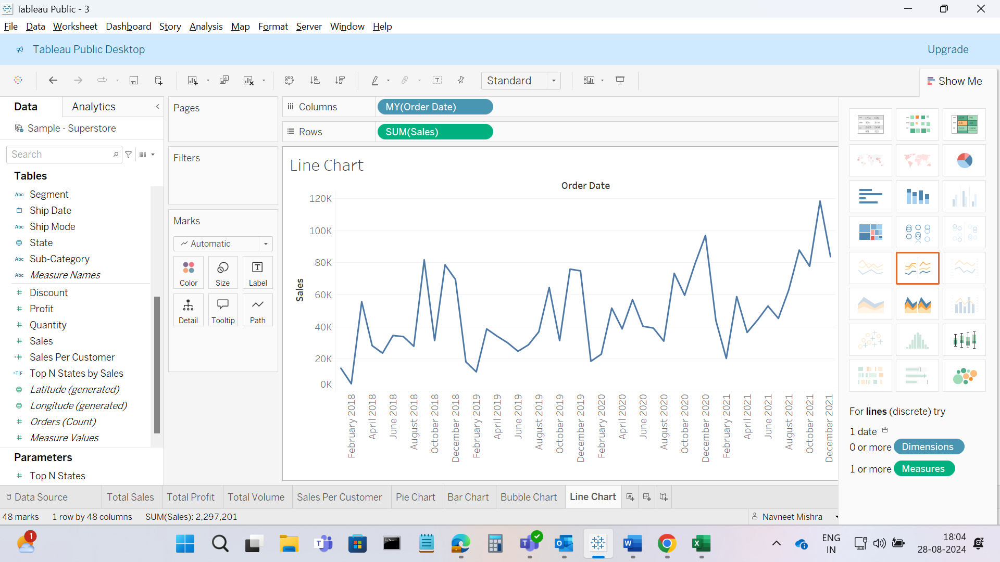 Tableau Public - 3
File Data Worksheet Dashboard Story Analysis Map Format Server Window Help
Tableau Public Desktop
Upgrade
Standard
Show Me
Data
Analytics
Sample - Superstore
Search
Tables
Abc Segment
Ship Date
Abc Ship Mode
State
Abc Sub-Category
Abc Measure Names
# Discount
# Profit
# Quantity
# Sales
=# Sales Per Customer
=T|F Top N States by Sales
Latitude (generated)
Longitude (generated)
# Orders (Count)
# Measure Values
Parameters
# Top N States
Pages
Filters
Marks
Automatic
Color Size Label
Detail Tooltip Path
Columns
MY(Order Date)
Rows
SUM(Sales)
Line Chart
Order Date
Sales
120K
100K
80K
60K
40K
20K
0K
February 2018
April 2018
June 2018
August 2018
October 2018
December 2018
February 2019
April 2019
June 2019
August 2019
October 2019
December 2019
February 2020
April 2020
June 2020
August 2020
October 2020
December 2020
February 2021
April 2021
June 2021
August 2021
October 2021
December 2021
For lines (discrete) try
1 date
0 or more Dimensions
1 or more Measures
Data Source
Total Sales
Total Profit
Total Volume
Sales Per Customer
Pie Chart
Bar Chart
Bubble Chart
Line Chart
48 marks 1 row by 48 columns SUM(Sales): 2,297,201
Navneet Mishra
1
ENG
IN
18:04
28-08-2024